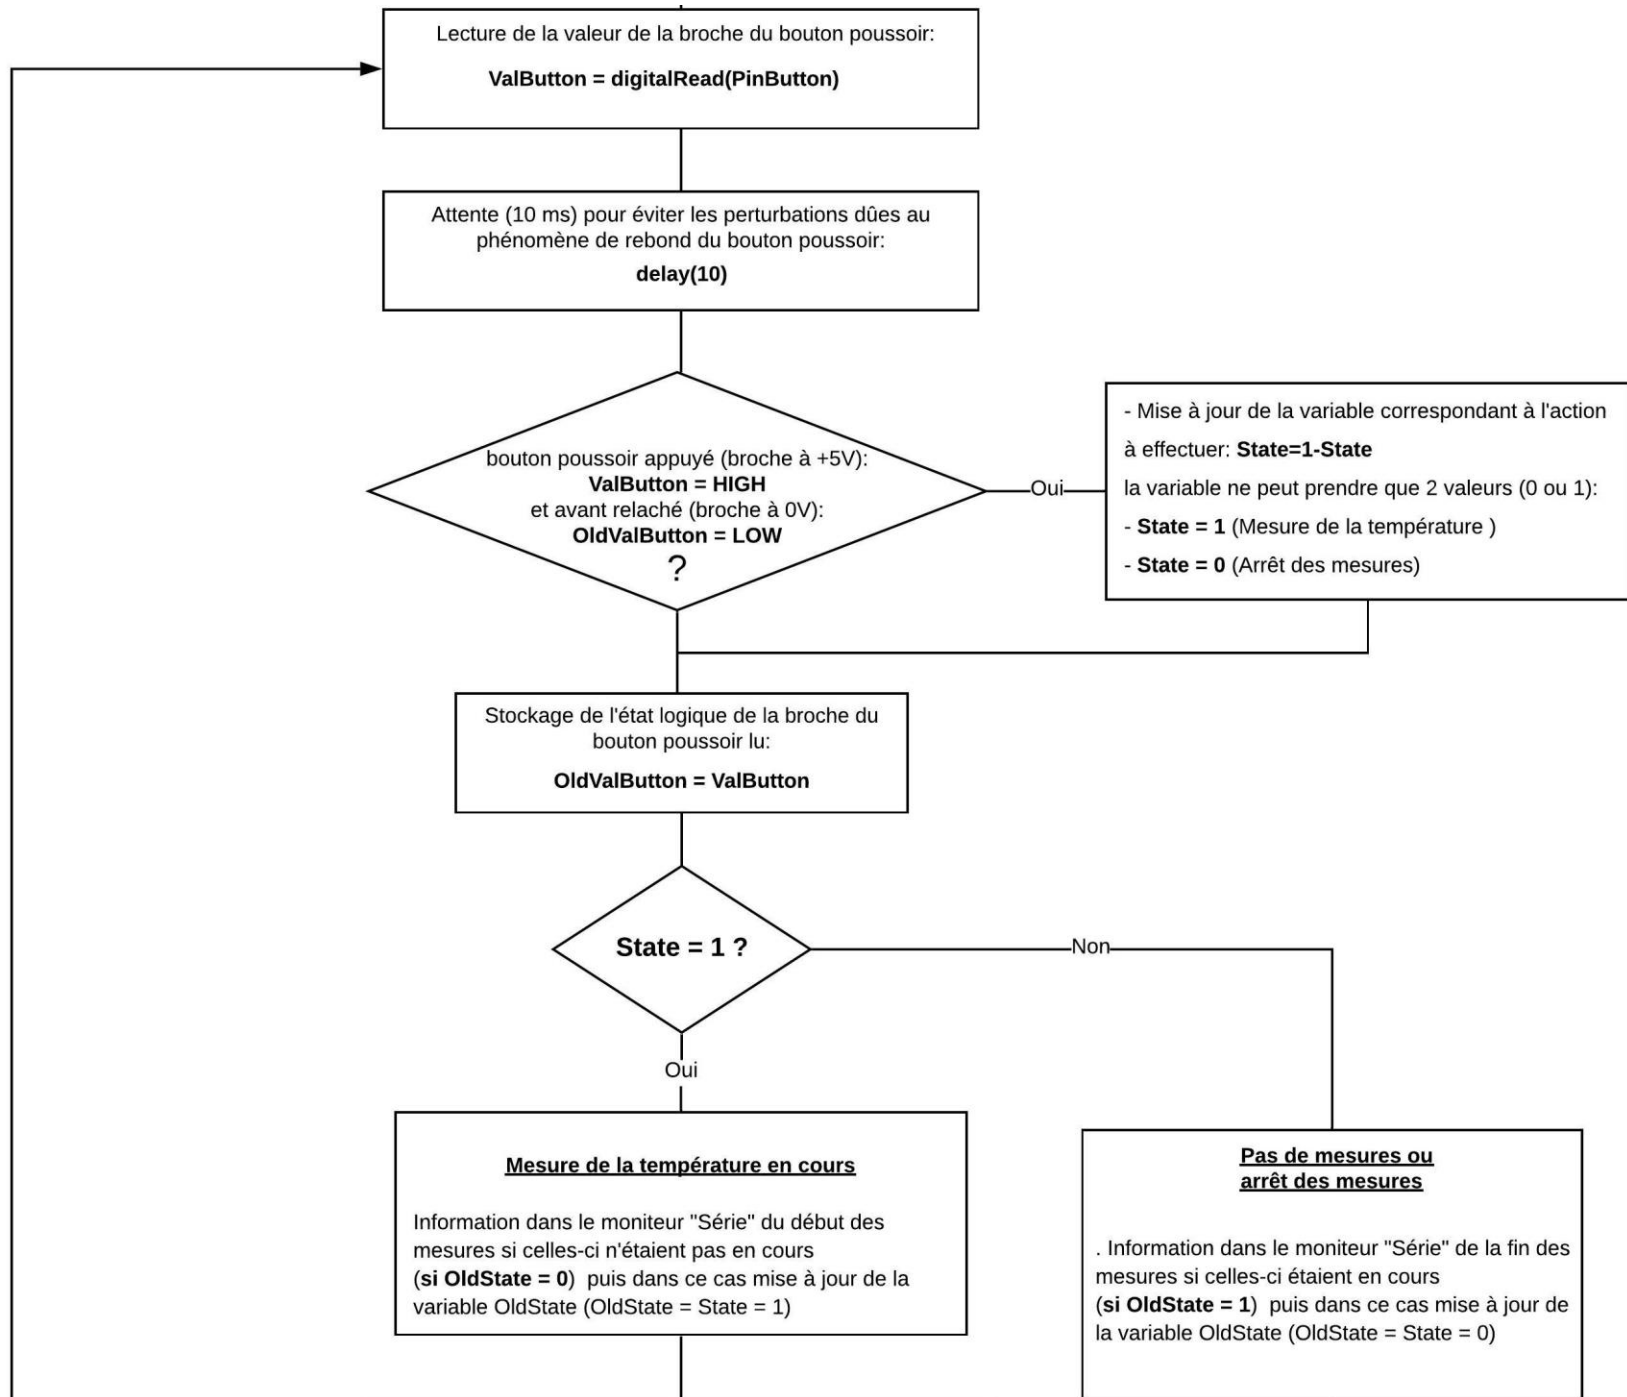 Lecture de la valeur de la broche du bouton poussoir:
ValButton = digitalRead(PinButton)
Attente (10 ms) pour éviter les perturbations dûes au
phénomène de rebond du bouton poussoir:
delay(10)
bouton poussoir appuyé (broche à +5V):
ValButton = HIGH
et avant relaché (broche à 0V):
OldValButton = LOW
?
Oui
- Mise à jour de la variable correspondant à l'action
à effectuer: State=1-State
la variable ne peut prendre que 2 valeurs (0 ou 1):
- State = 1 (Mesure de la température )
- State = 0 (Arrêt des mesures)
Stockage de l'état logique de la broche du
bouton poussoir lu:
OldValButton = ValButton
State = 1 ?
Non
Oui
Mesure de la température en cours
Information dans le moniteur "Série" du début des
mesures si celles-ci n'étaient pas en cours
(si OldState = 0)  puis dans ce cas mise à jour de la
variable OldState (OldState = State = 1)
Pas de mesures ou
arrêt des mesures
. Information dans le moniteur "Série" de la fin des
mesures si celles-ci étaient en cours
(si OldState = 1)  puis dans ce cas mise à jour de
la variable OldState (OldState = State = 0)